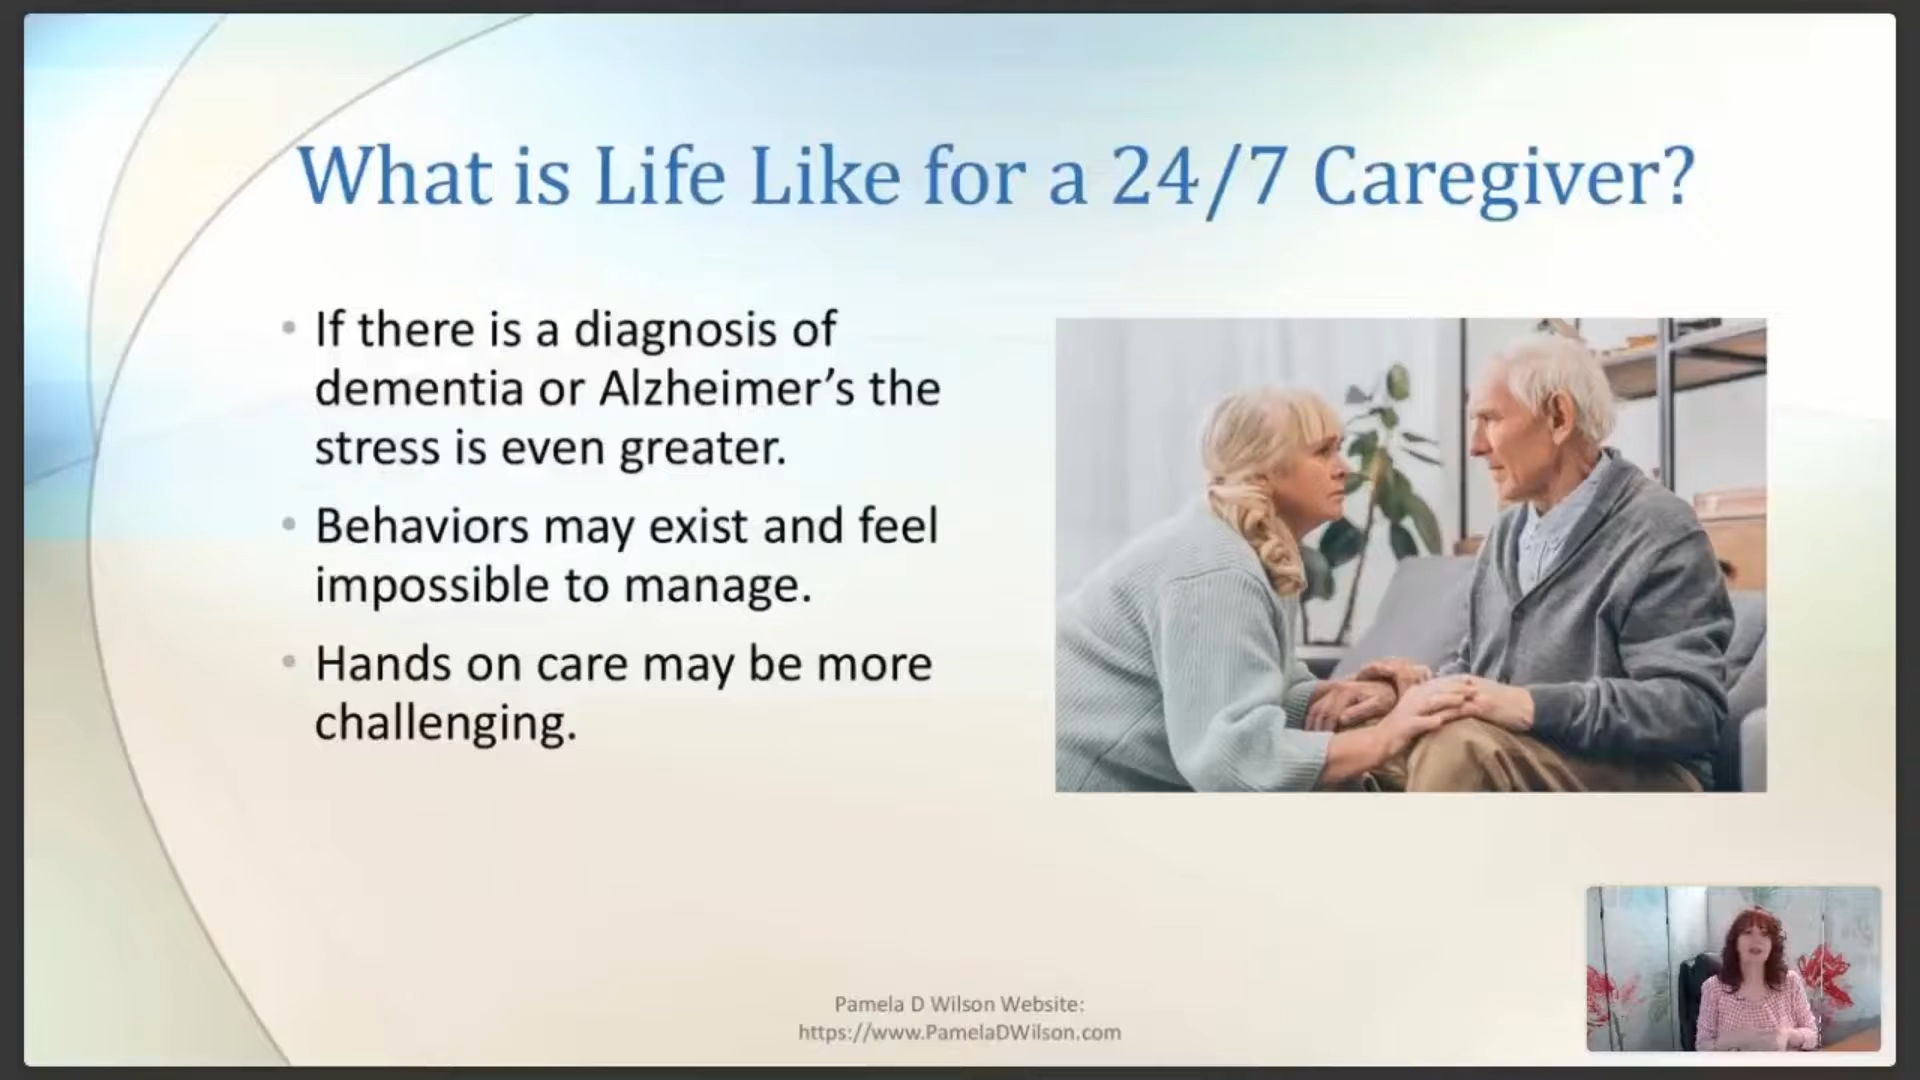 What is Life Like for a 24/7 Caregiver?
• If there is a diagnosis of
dementia or Alzheimer’s the
stress is even greater.
• Behaviors may exist and feel
impossible to manage.
• Hands on care may be more
challenging.
Pamela D Wilson Website:
https://www.PamelaDWilson.com